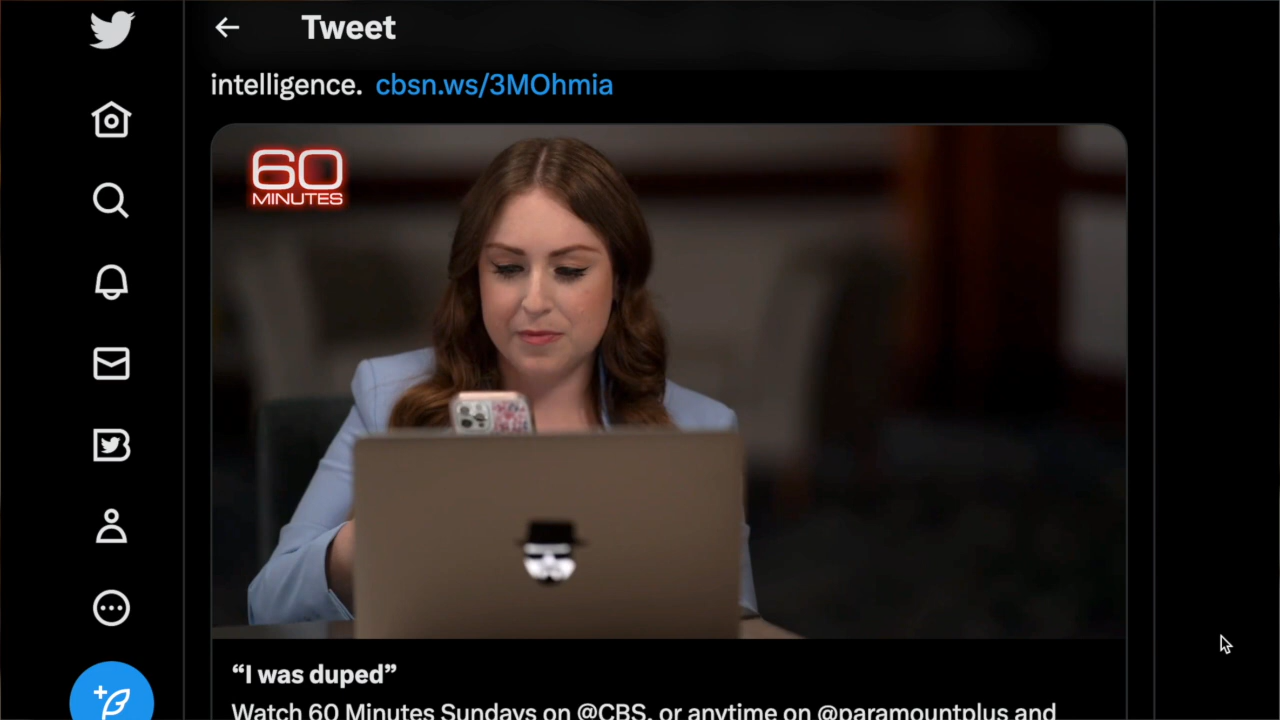 Tweet
intelligence. cbsn.ws/3MOhmia
60
MINUTES
“I was duped”
Watch 60 Minutes Sundays on @CBS, or anytime on @paramountplus and